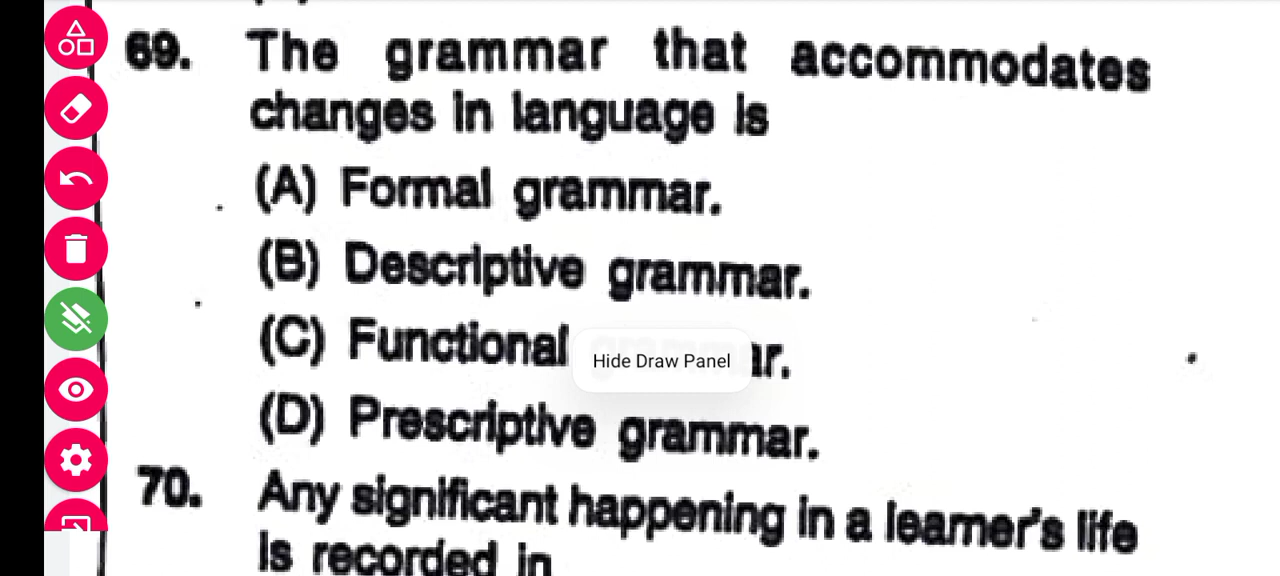 69. The grammar that accommodates
changes in language is
(A) Formal grammar.
(B) Descriptive grammar.
(C) Functional ar.
Hide Draw Panel
(D) Prescriptive grammar.
70. Any significant happening in a learner's life
is recorded in